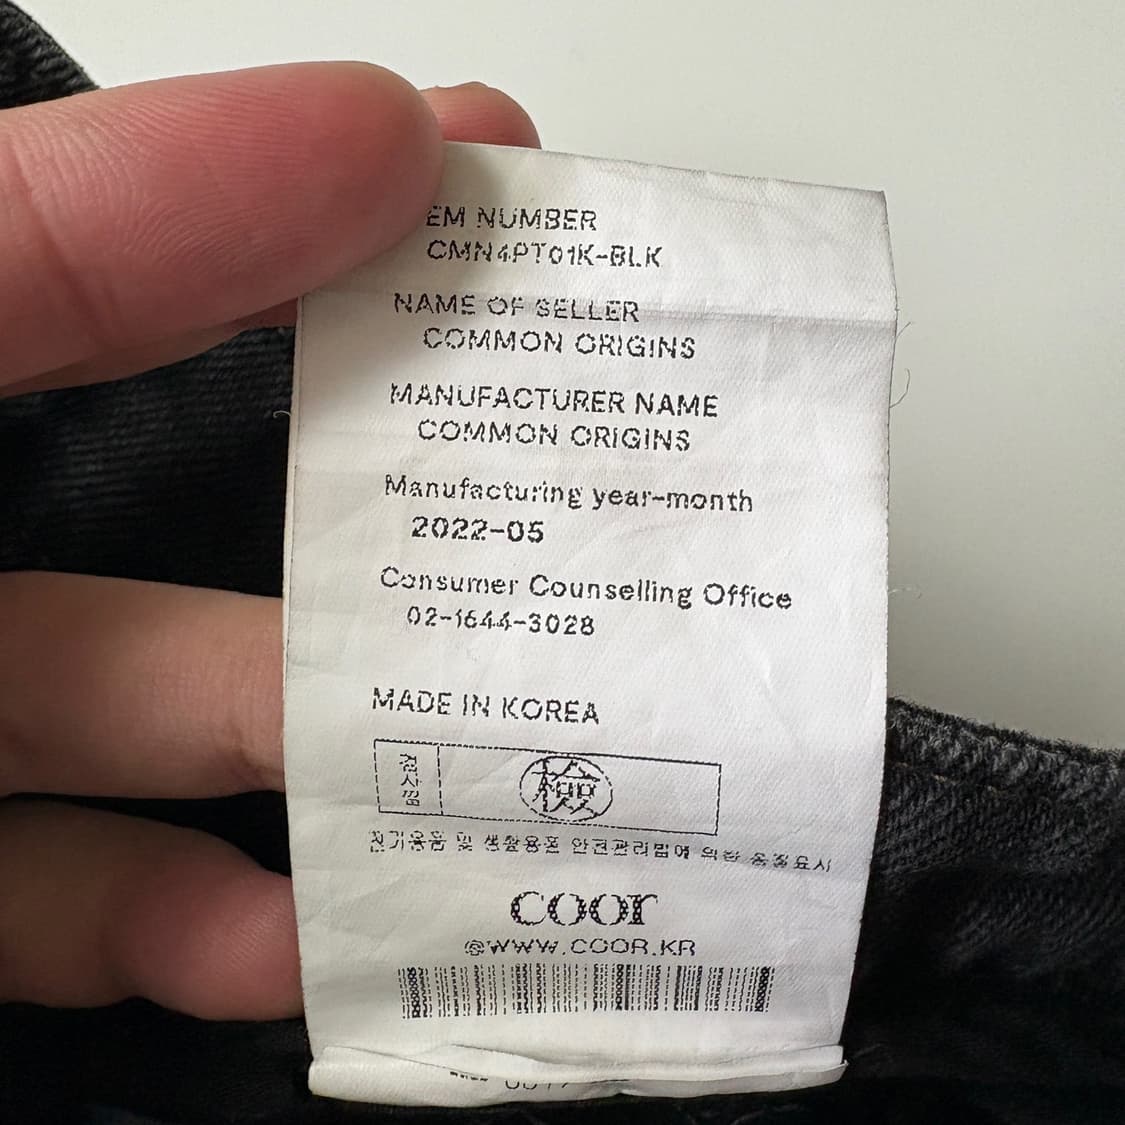 EM NUMBER
CMN4PT01K-BLK
NAME OF SELLER
COMMON ORIGINS
MANUFACTURER NAME
COMMON ORIGINS
Manufacturing year-month
2022-05
Consumer Counselling Office
02-1644-3028
MADE IN KOREA
검사필
檢
전기용품 및 생활용품 안전관리법에 의한 품질표시
coor
@WWW.COOR.KR